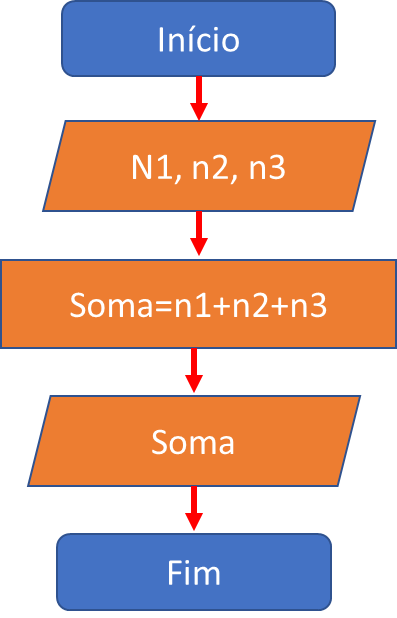 Início
N1, n2, n3
Soma=n1+n2+n3
Soma
Fim